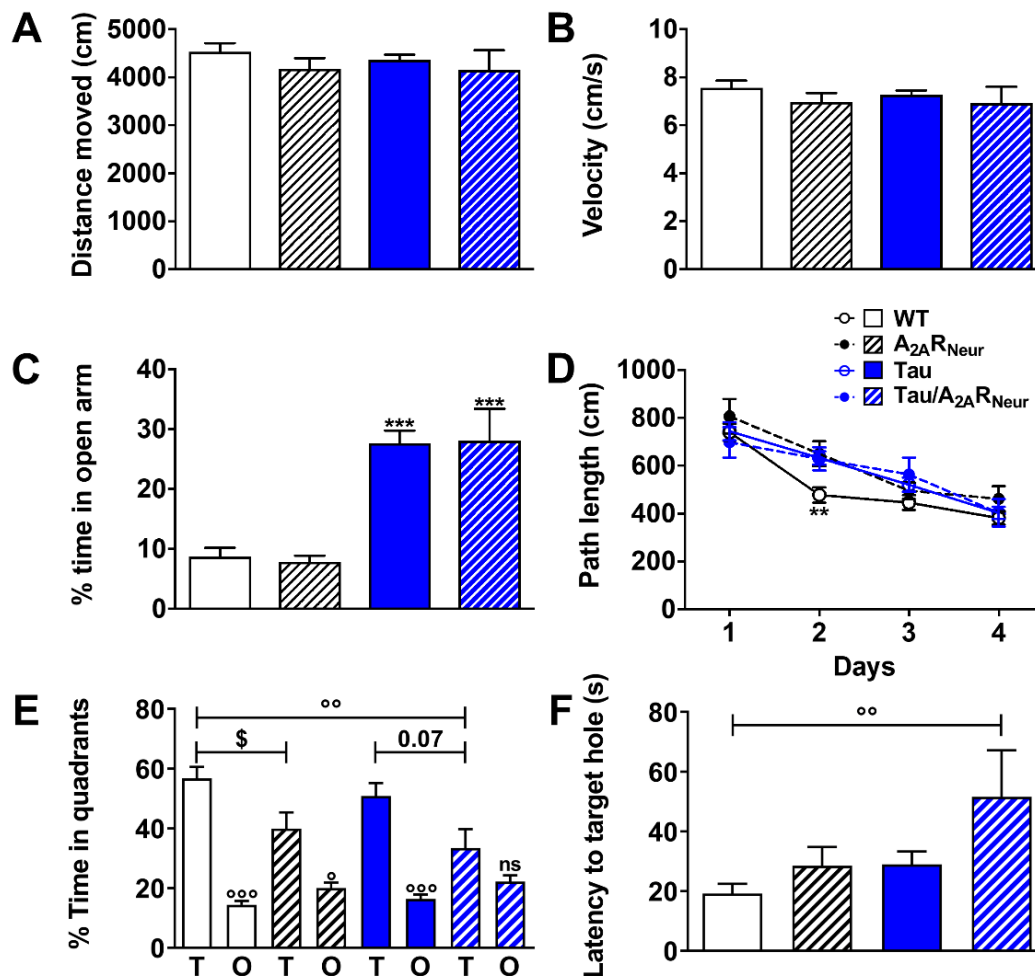 A
Distance moved (cm)
5000
4000
3000
2000
1000
0
B
Velocity (cm/s)
10
8
6
4
2
0
C
% time in open arm
40
30
20
10
0
***
***
WT
A2ARNeur
Tau
Tau/A2ARNeur
D
Path length (cm)
1000
800
600
400
200
0
**
1 2 3 4
Days
E
% Time in quadrants
80
60
40
20
0
°°
$
0.07
°°°
°
°°°
ns
T O T O T O T O
F
Latency to target hole (s)
80
60
40
20
0
°°